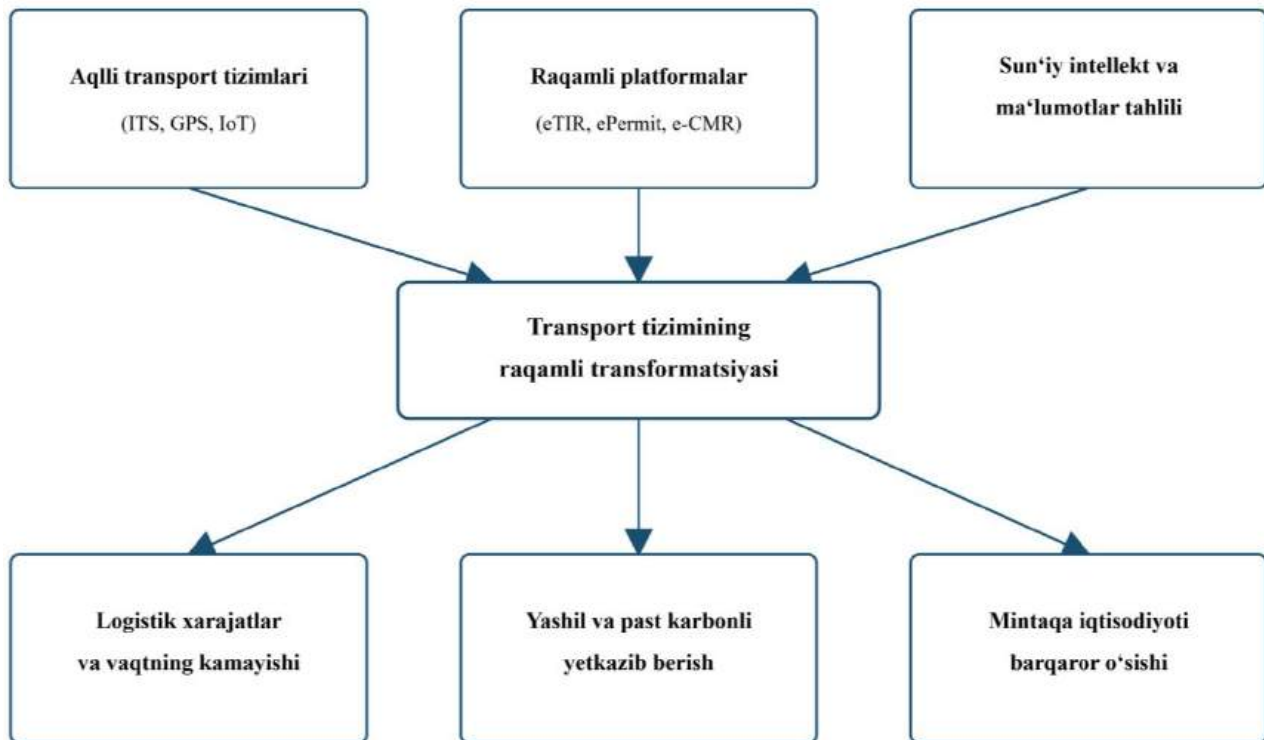 Aqlli transport tizimlari
(ITS, GPS, IoT)
Raqamli platformalar
(eTIR, ePermit, e-CMR)
Sun‘iy intellekt va
ma‘lumotlar tahlili
Transport tizimining
raqamli transformatsiyasi
Logistik xarajatlar
va vaqtning kamayishi
Yashil va past karbonli
yetkazib berish
Mintaqa iqtisodiyoti
barqaror o‘sishi